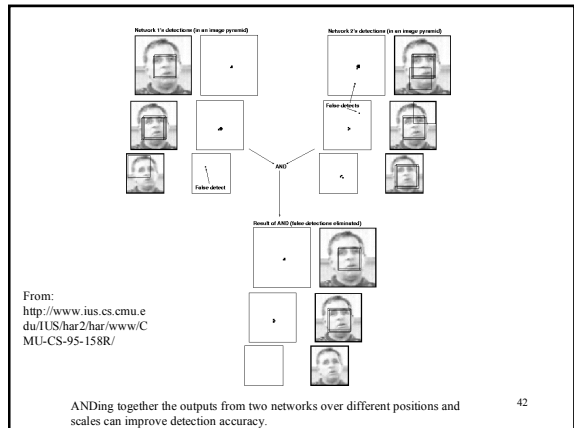 Network 1's detections (in an image pyramid)
Network 2's detections (in an image pyramid)
False detects
AND
False detect
Result of AND (false detections eliminated)
From:
http://www.ius.cs.cmu.e
du/IUS/har2/har/www/C
MU-CS-95-158R/
ANDing together the outputs from two networks over different positions and
scales can improve detection accuracy.
42